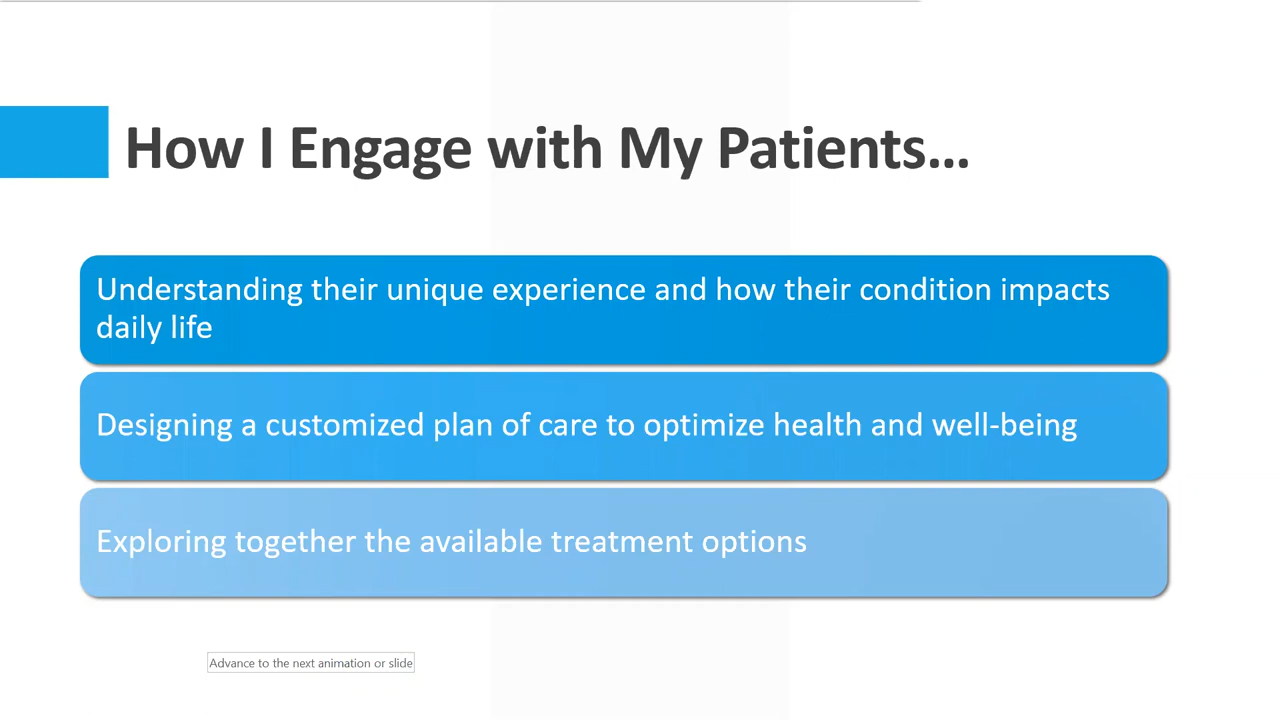 How I Engage with My Patients…
Understanding their unique experience and how their condition impacts
daily life
Designing a customized plan of care to optimize health and well-being
Exploring together the available treatment options
Advance to the next animation or slide